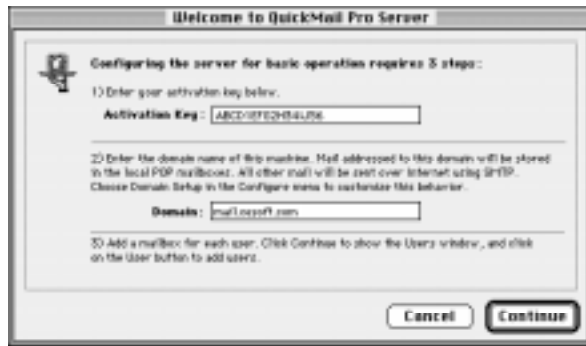 Welcome to QuickMail Pro Server
Configuring the server for basic operation requires 3 steps:
1) Enter your activation key below.
Activation Key:
2) Enter the domain name of this machine. Mail addressed to this domain will be stored
in the local POP mailboxes. All other mail will be sent over Internet using SMTP.
Choose Domain Setup in the Configure menu to customize this behavior.
Domain:
3) Add a mailbox for each user. Click Continue to show the Users window, and click
on the User button to add users.
Cancel
Continue